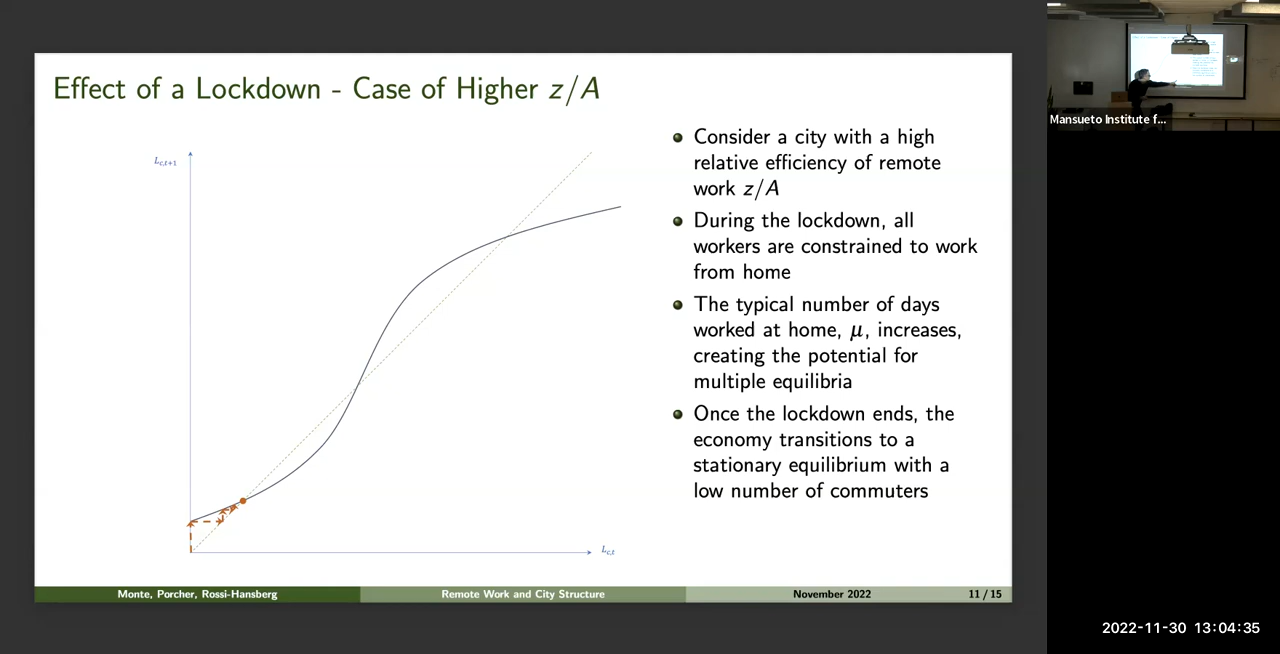 Effect of a Lockdown - Case of Higher z/A
L_{c,t+1}
L_{c,t}
Consider a city with a high
relative efficiency of remote
work z/A
During the lockdown, all
workers are constrained to work
from home
The typical number of days
worked at home, μ, increases,
creating the potential for
multiple equilibria
Once the lockdown ends, the
economy transitions to a
stationary equilibrium with a
low number of commuters
Monte, Porcher, Rossi-Hansberg
Remote Work and City Structure
November 2022
11 / 15
Mansueto Institute f...
2022-11-30 13:04:35